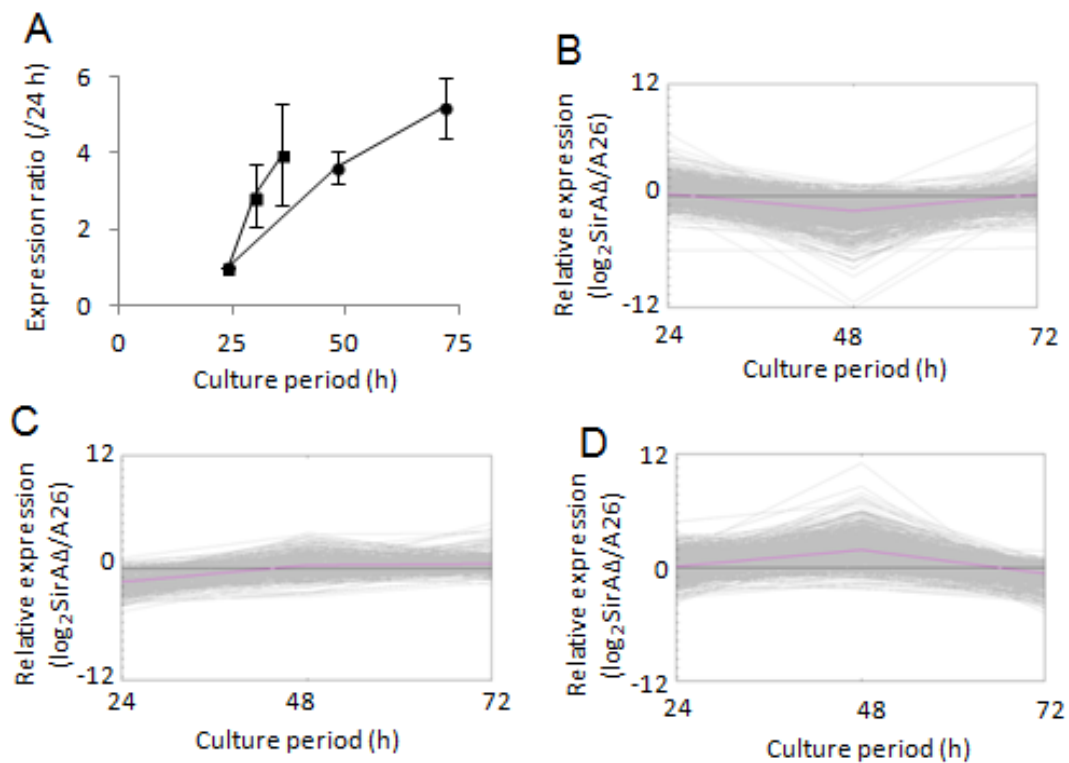 A
6
4
2
0
0 25 50 75
Expression ratio (/24 h)
Culture period (h)
B
12
0
-12
24 48 72
Relative expression
(log₂SirAΔ/A26)
Culture period (h)
C
12
0
-12
24 48 72
Relative expression
(log₂SirAΔ/A26)
Culture period (h)
D
12
0
-12
24 48 72
Relative expression
(log₂SirAΔ/A26)
Culture period (h)